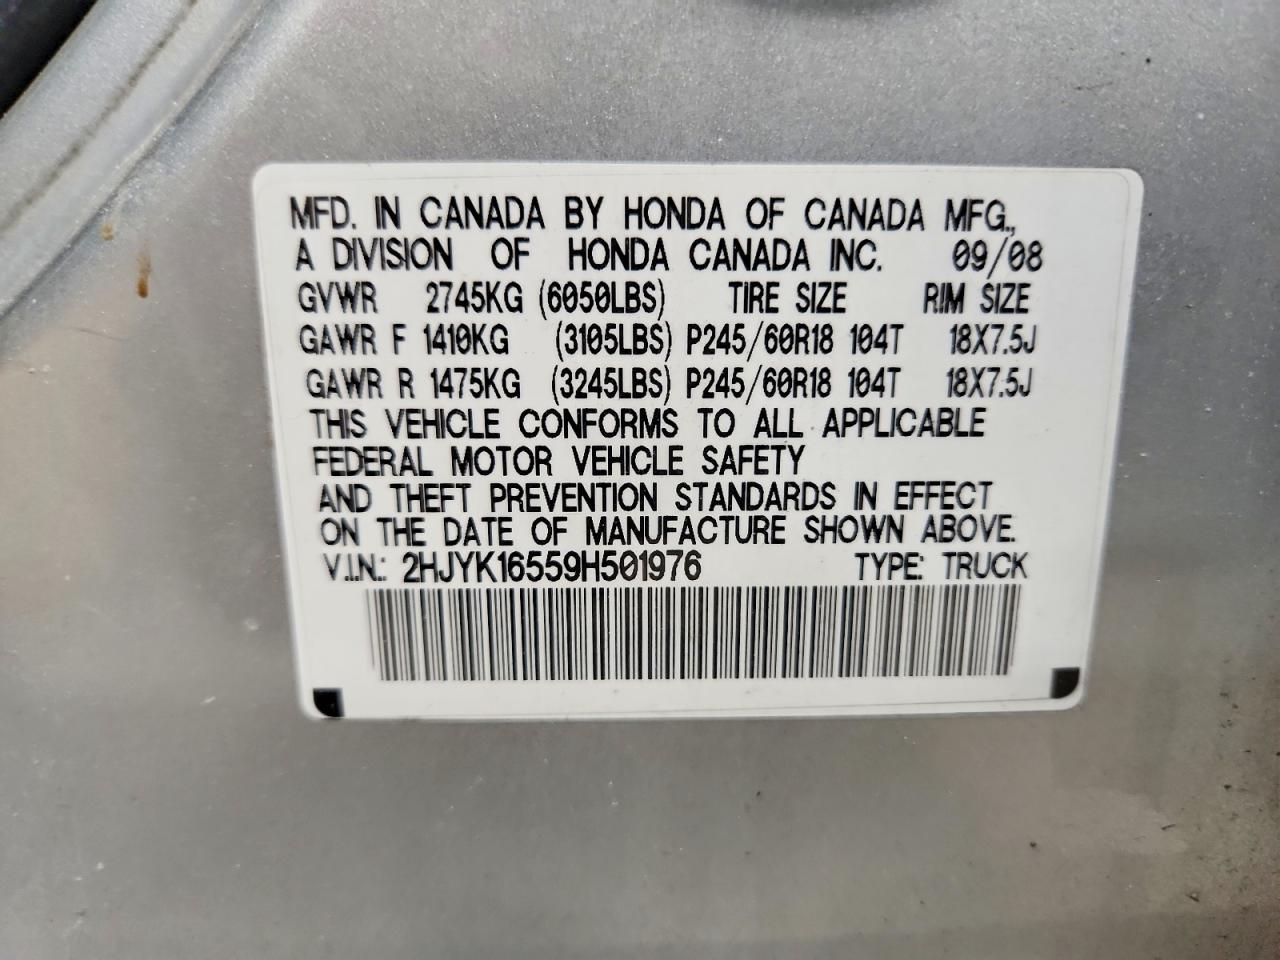 MFD. IN CANADA BY HONDA OF CANADA MFG.,
A DIVISION OF HONDA CANADA INC. 09/08
GVWR 2745KG (6050LBS) TIRE SIZE RIM SIZE
GAWR F 1410KG (3105LBS) P245/60R18 104T 18X7.5J
GAWR R 1475KG (3245LBS) P245/60R18 104T 18X7.5J
THIS VEHICLE CONFORMS TO ALL APPLICABLE
FEDERAL MOTOR VEHICLE SAFETY
AND THEFT PREVENTION STANDARDS IN EFFECT
ON THE DATE OF MANUFACTURE SHOWN ABOVE.
V.I.N.: 2HJYK16559H501976 TYPE: TRUCK